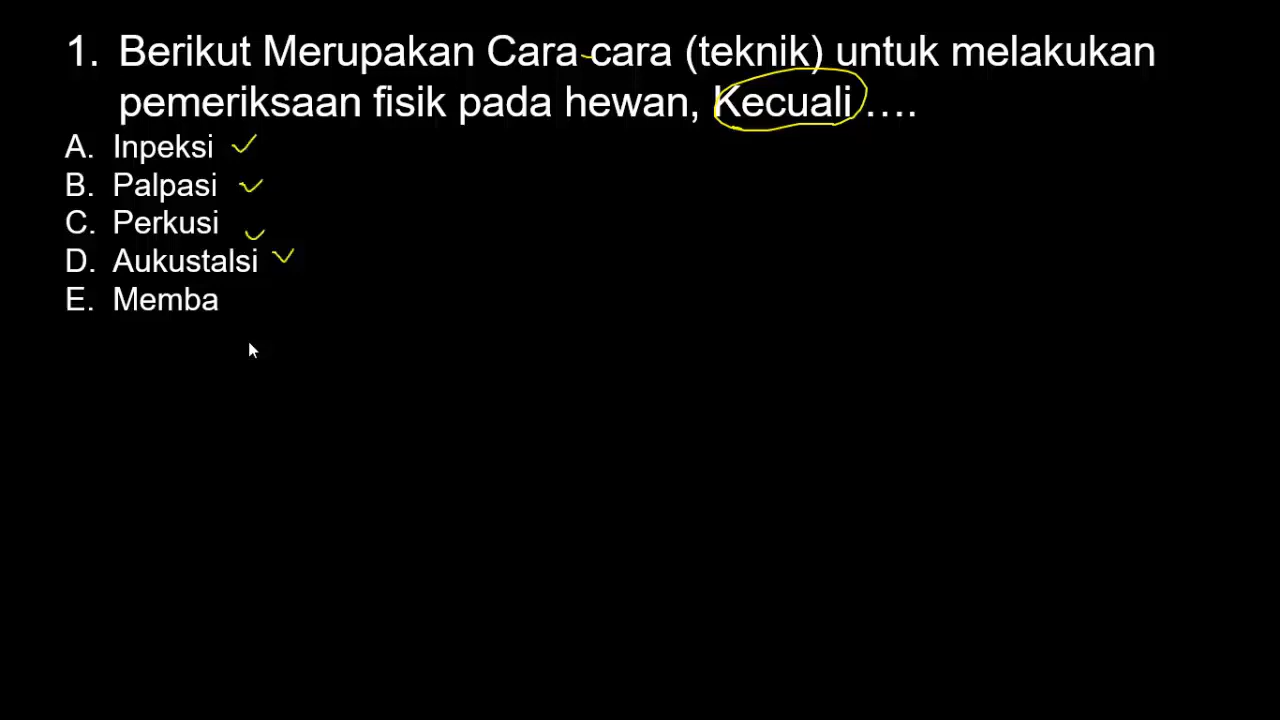 1. Berikut Merupakan Cara-cara (teknik) untuk melakukan
pemeriksaan fisik pada hewan, Kecuali ….
A. Inpeksi
B. Palpasi
C. Perkusi
D. Aukustalsi
E. Memba